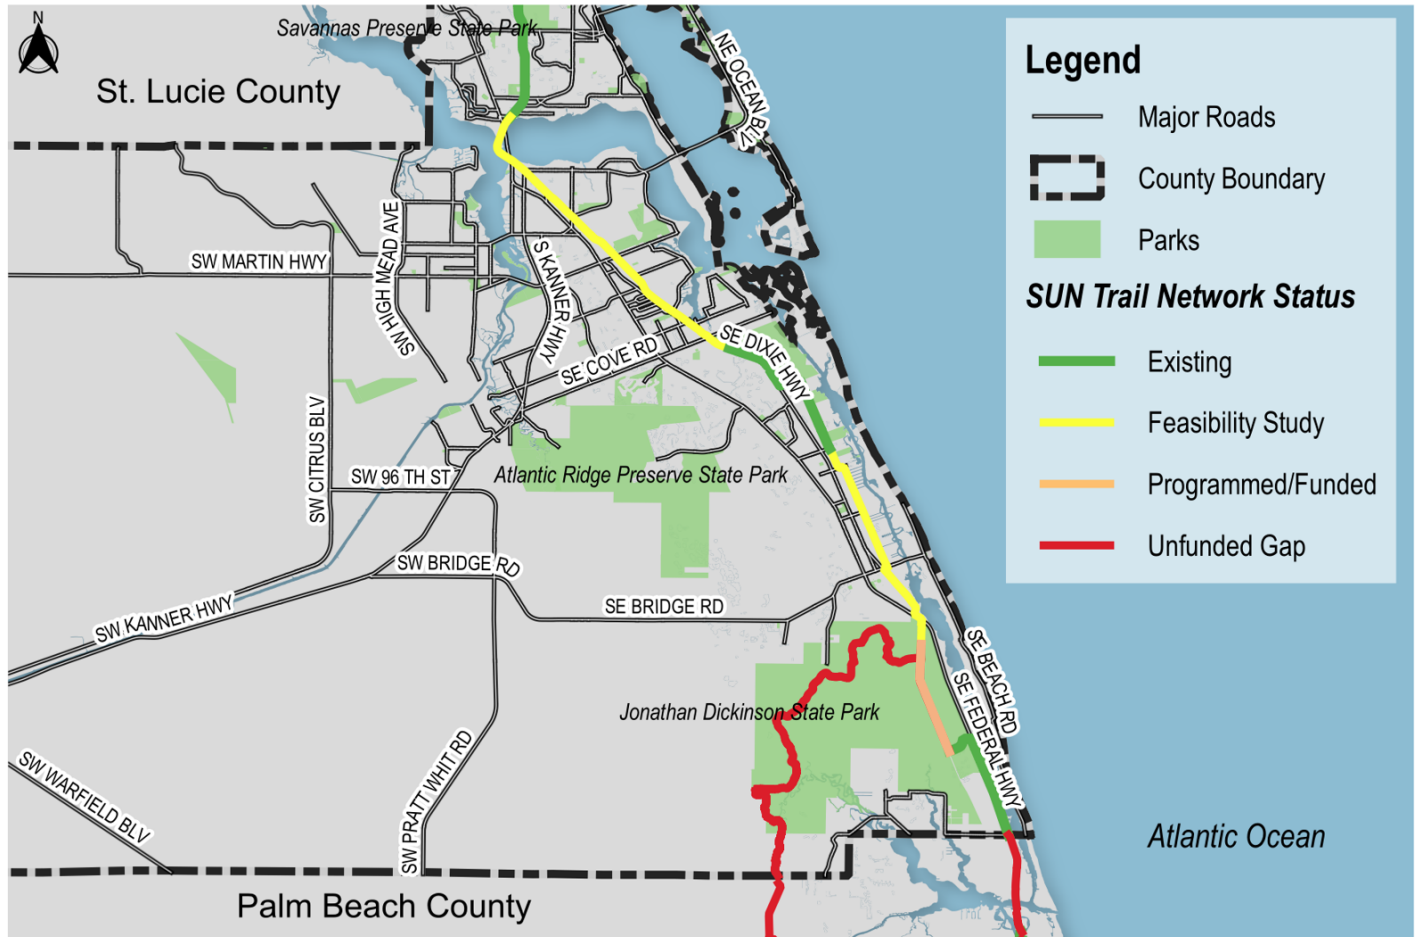 N
Savannas Preserve State Park
St. Lucie County
NE OCEAN BLV
SW MARTIN HWY
SW HIGH MEAD AVE
S KANNER HWY
SE COVE RD
SE DIXIE HWY
SW CITRUS BLV
SW 96 TH ST
Atlantic Ridge Preserve State Park
SW BRIDGE RD
SE BRIDGE RD
SW KANNER HWY
SE BEACH RD
SE FEDERAL HWY
Jonathan Dickinson State Park
SW WARFIELD BLV
SW PRATT WHIT RD
Palm Beach County
Atlantic Ocean
Legend
Major Roads
County Boundary
Parks
SUN Trail Network Status
Existing
Feasibility Study
Programmed/Funded
Unfunded Gap